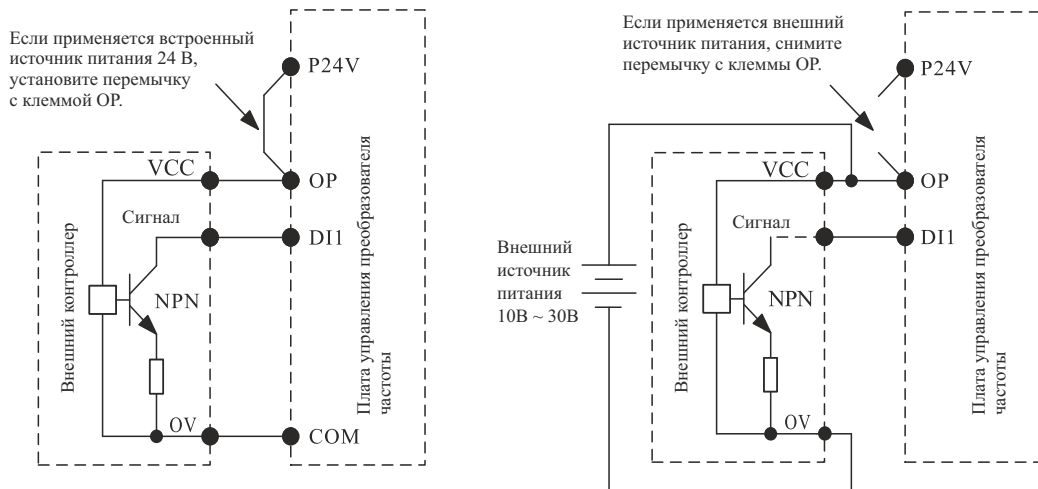 Если применяется встроенный
источник питания 24 В,
установите перемычку
с клеммой OP.
P24V
VCC
OP
Сигнал
DI1
NPN
Внешний контроллер
OV
COM
Плата управления преобразователя
частоты
Если применяется внешний
источник питания, снимите
перемычку с клеммы OP.
P24V
VCC
OP
Сигнал
DI1
Внешний
источник
питания
10В ~ 30В
NPN
Внешний контроллер
OV
Плата управления преобразователя
частоты